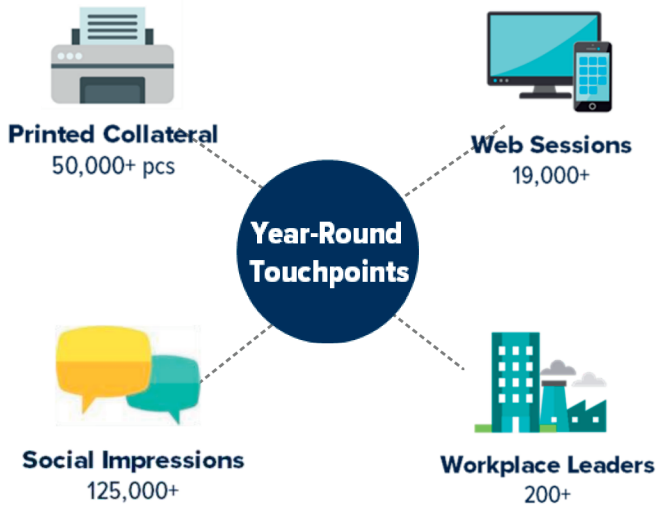 Printed Collateral
50,000+ pcs
Web Sessions
19,000+
Year-Round
Touchpoints
Social Impressions
125,000+
Workplace Leaders
200+